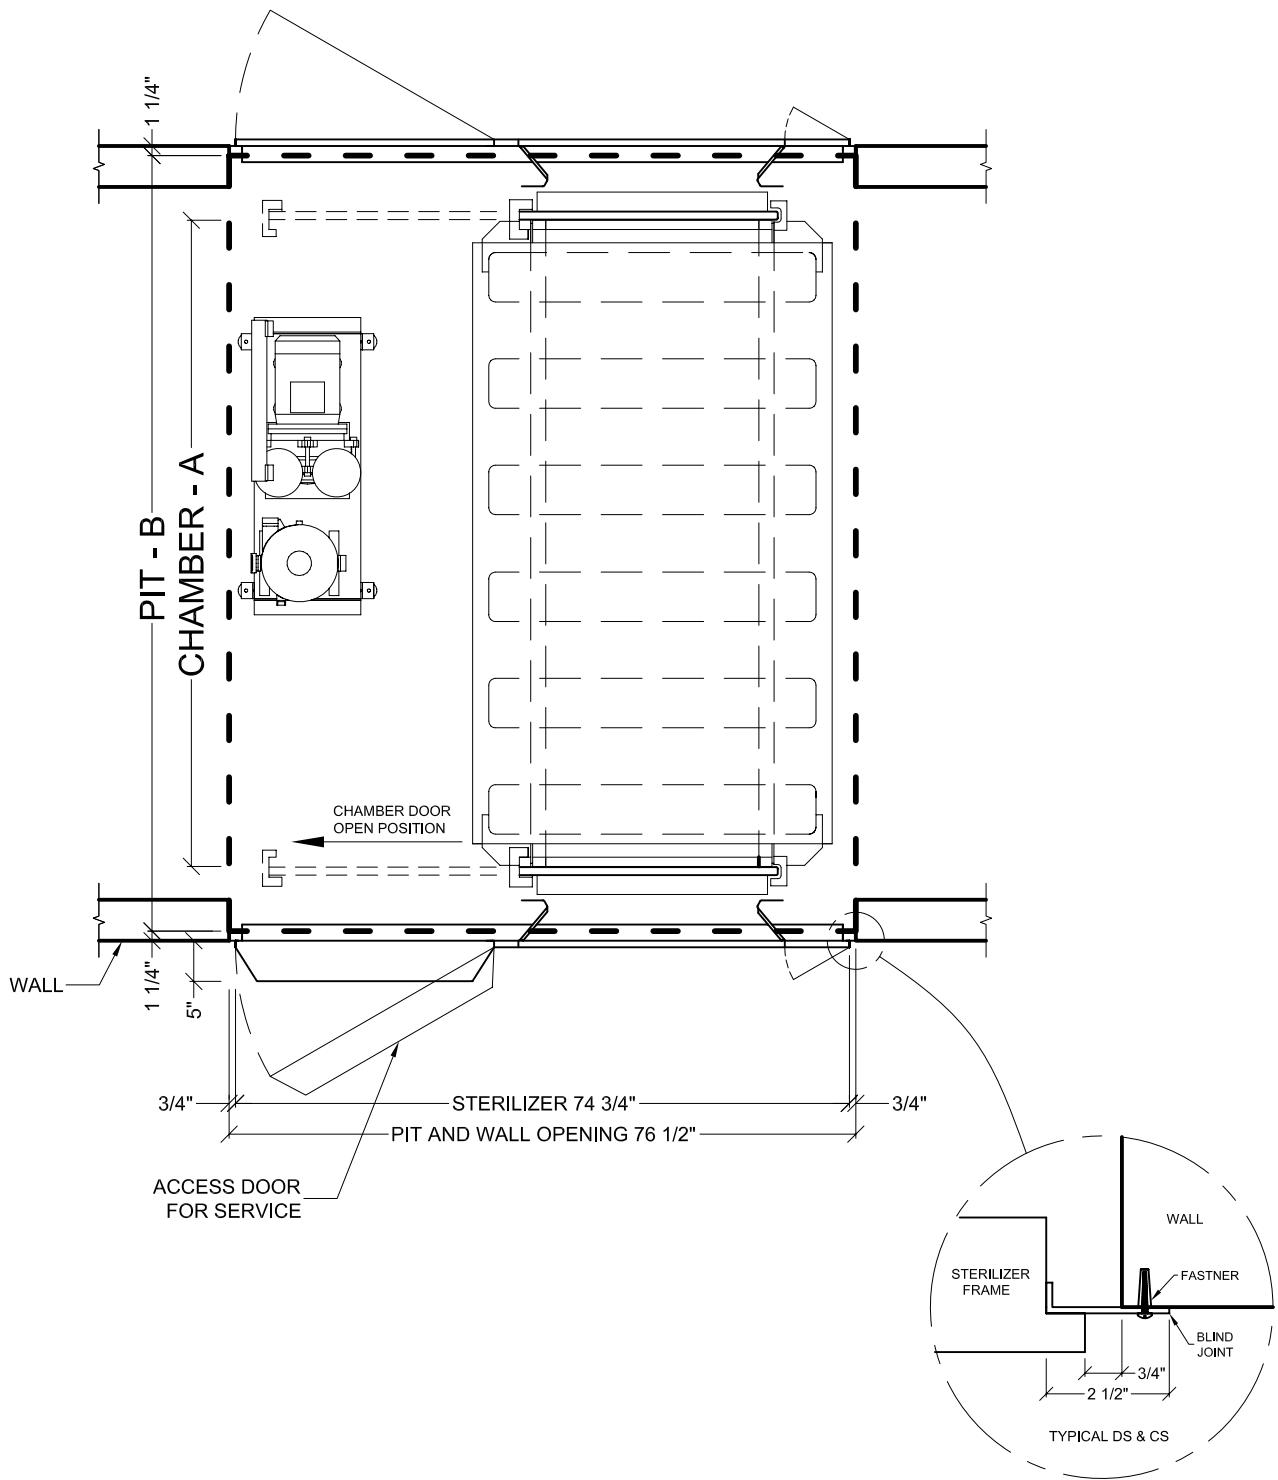 1 1/4"
PIT - B
CHAMBER - A
CHAMBER DOOR
OPEN POSITION
WALL
1 1/4"
5"
3/4"
STERILIZER 74 3/4"
3/4"
PIT AND WALL OPENING 76 1/2"
ACCESS DOOR
FOR SERVICE
WALL
STERILIZER
FRAME
FASTNER
BLIND
JOINT
3/4"
2 1/2"
TYPICAL DS & CS